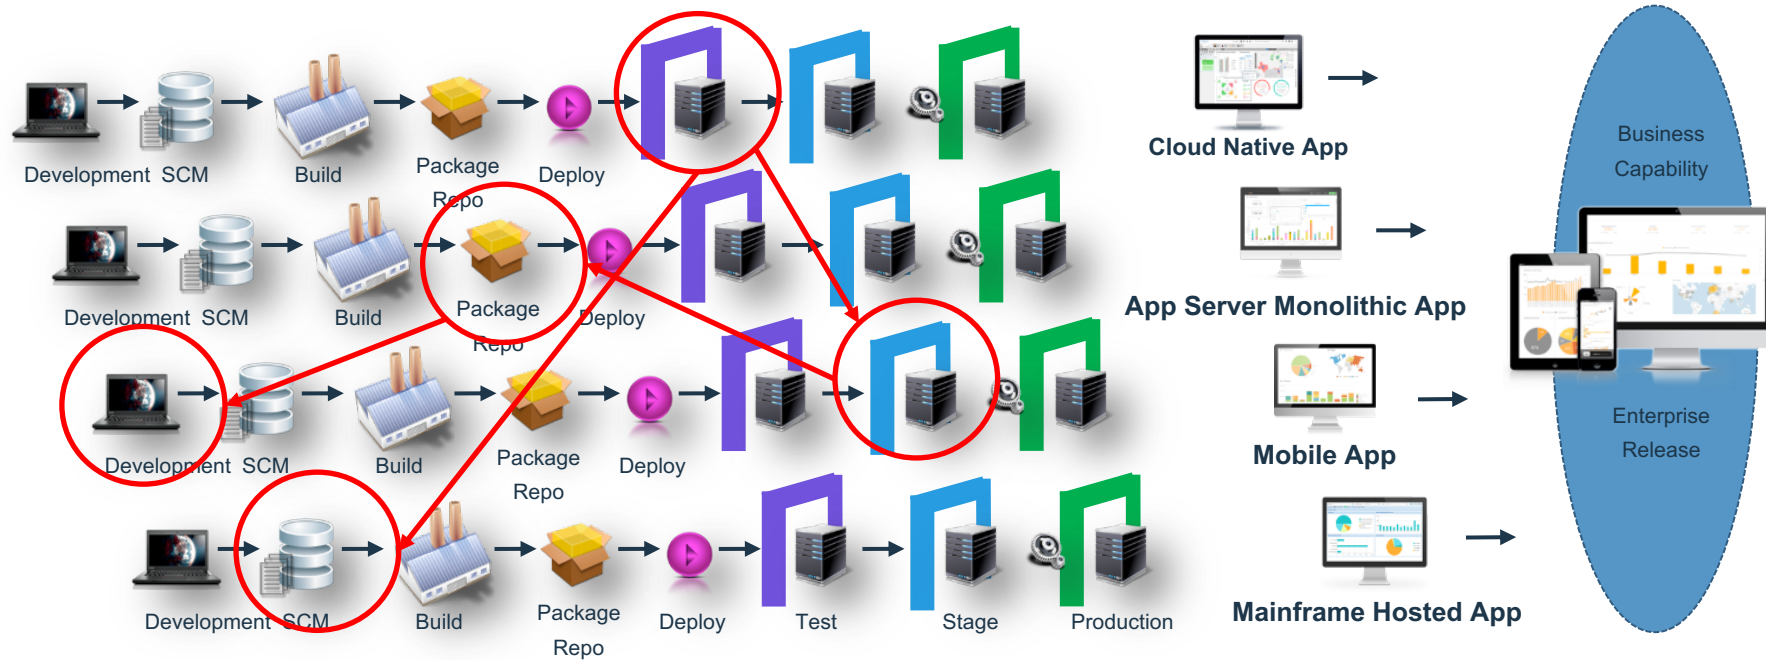 Development SCM Build Package Repo Deploy
Cloud Native App
Development SCM Build Package Repo Deploy
App Server Monolithic App
Development SCM Build Package Repo Deploy
Mobile App
Development SCM Build Package Repo Deploy Test Stage Production
Mainframe Hosted App
Business
Capability
Enterprise
Release